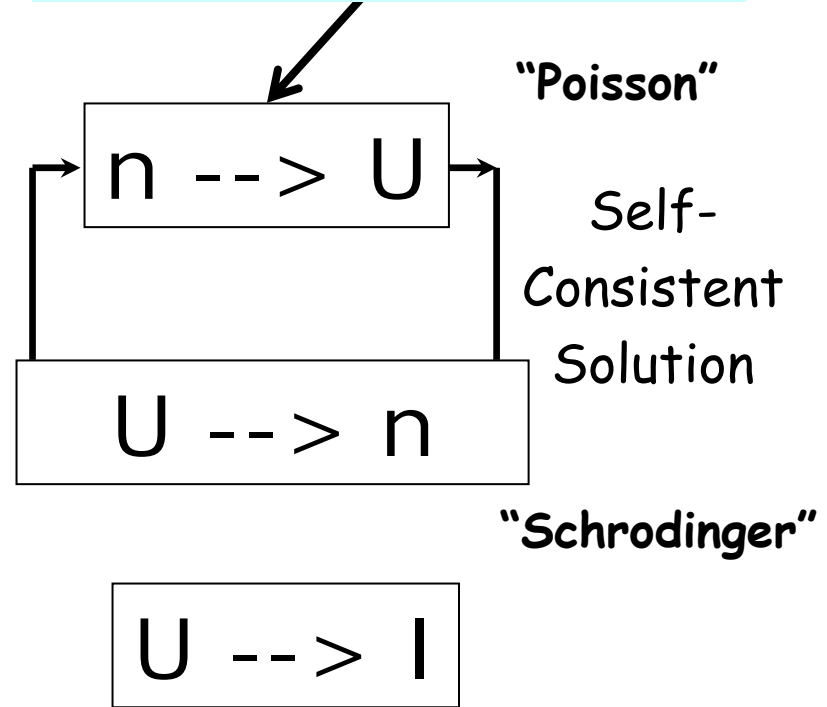 “Poisson”
n --> U
Self-
Consistent
Solution
U --> n
“Schrodinger”
U --> I